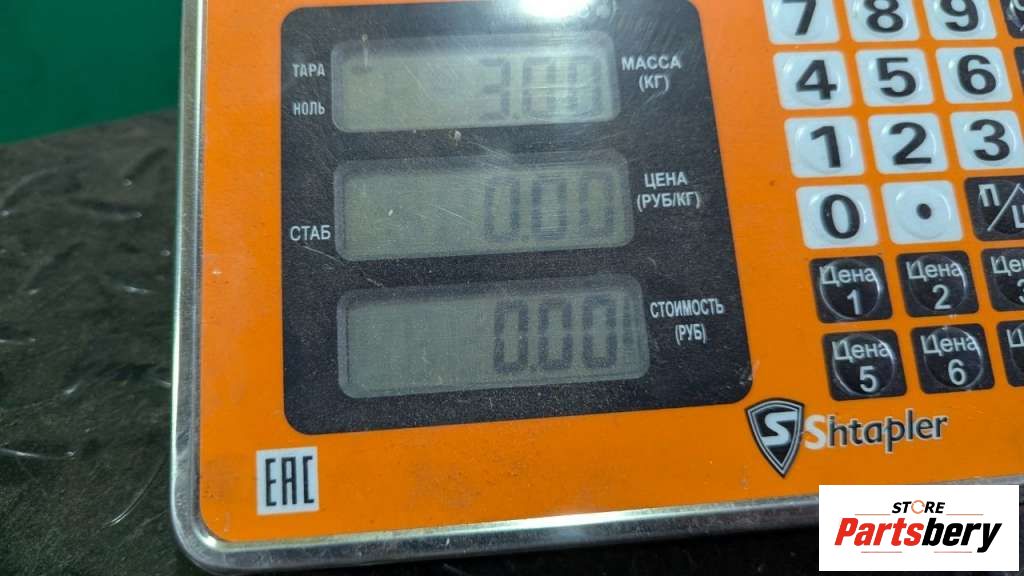 ТАРА
НОЛЬ
3.00
МАССА
(КГ)
СТАБ
0.00
ЦЕНА
(РУБ/КГ)
0.00
СТОИМОСТЬ
(РУБ)
7 8 9
4 5 6
1 2 3
0 .
П/Ц
Цена
1
Цена
2
Цена
5
Цена
6
Shtapler
EAC
STORE
Partsbery